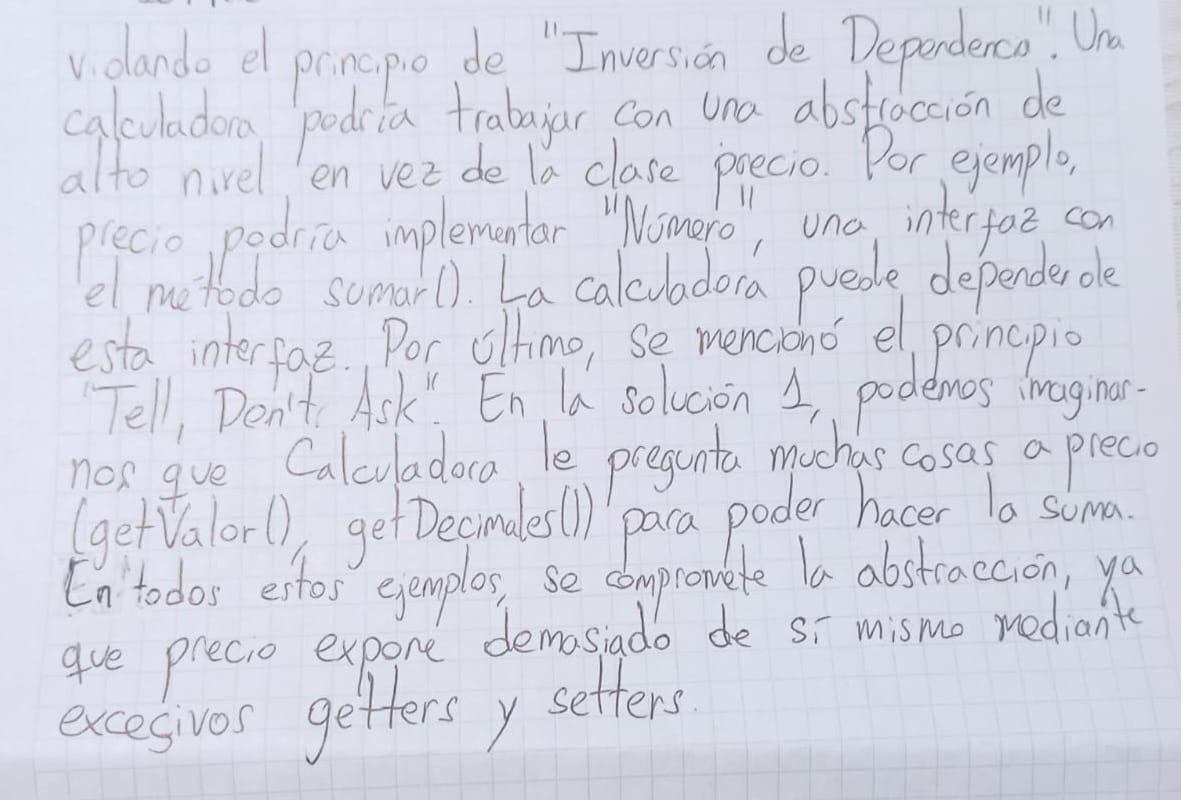 violando el principio de "Inversión de Dependenca". Una
calculadora podría trabajar con una abstracción de
alto nivel en vez de la clase precio. Por ejemplo,
precio podría implementar "Número", una interfaz con
el metodo sumar(). La calculadora puede depender de
esta interfaz. Por último, se mencionó el principio
"Tell, Don't Ask". En la solución 1, podemos imaginar-
nos que Calculadora le pregunta muchas cosas a precio
(getValor(), getDecimales()) para poder hacer la suma.
En todos estos ejemplos, se compromete la abstracción, ya
que precio expone demasiado de sí mismo mediante
excesivos getters y setters.